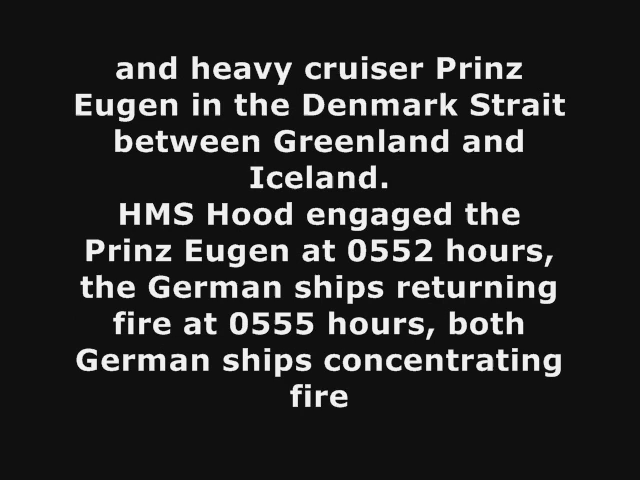 and heavy cruiser Prinz
Eugen in the Denmark Strait
between Greenland and
Iceland.
HMS Hood engaged the
Prinz Eugen at 0552 hours,
the German ships returning
fire at 0555 hours, both
German ships concentrating
fire